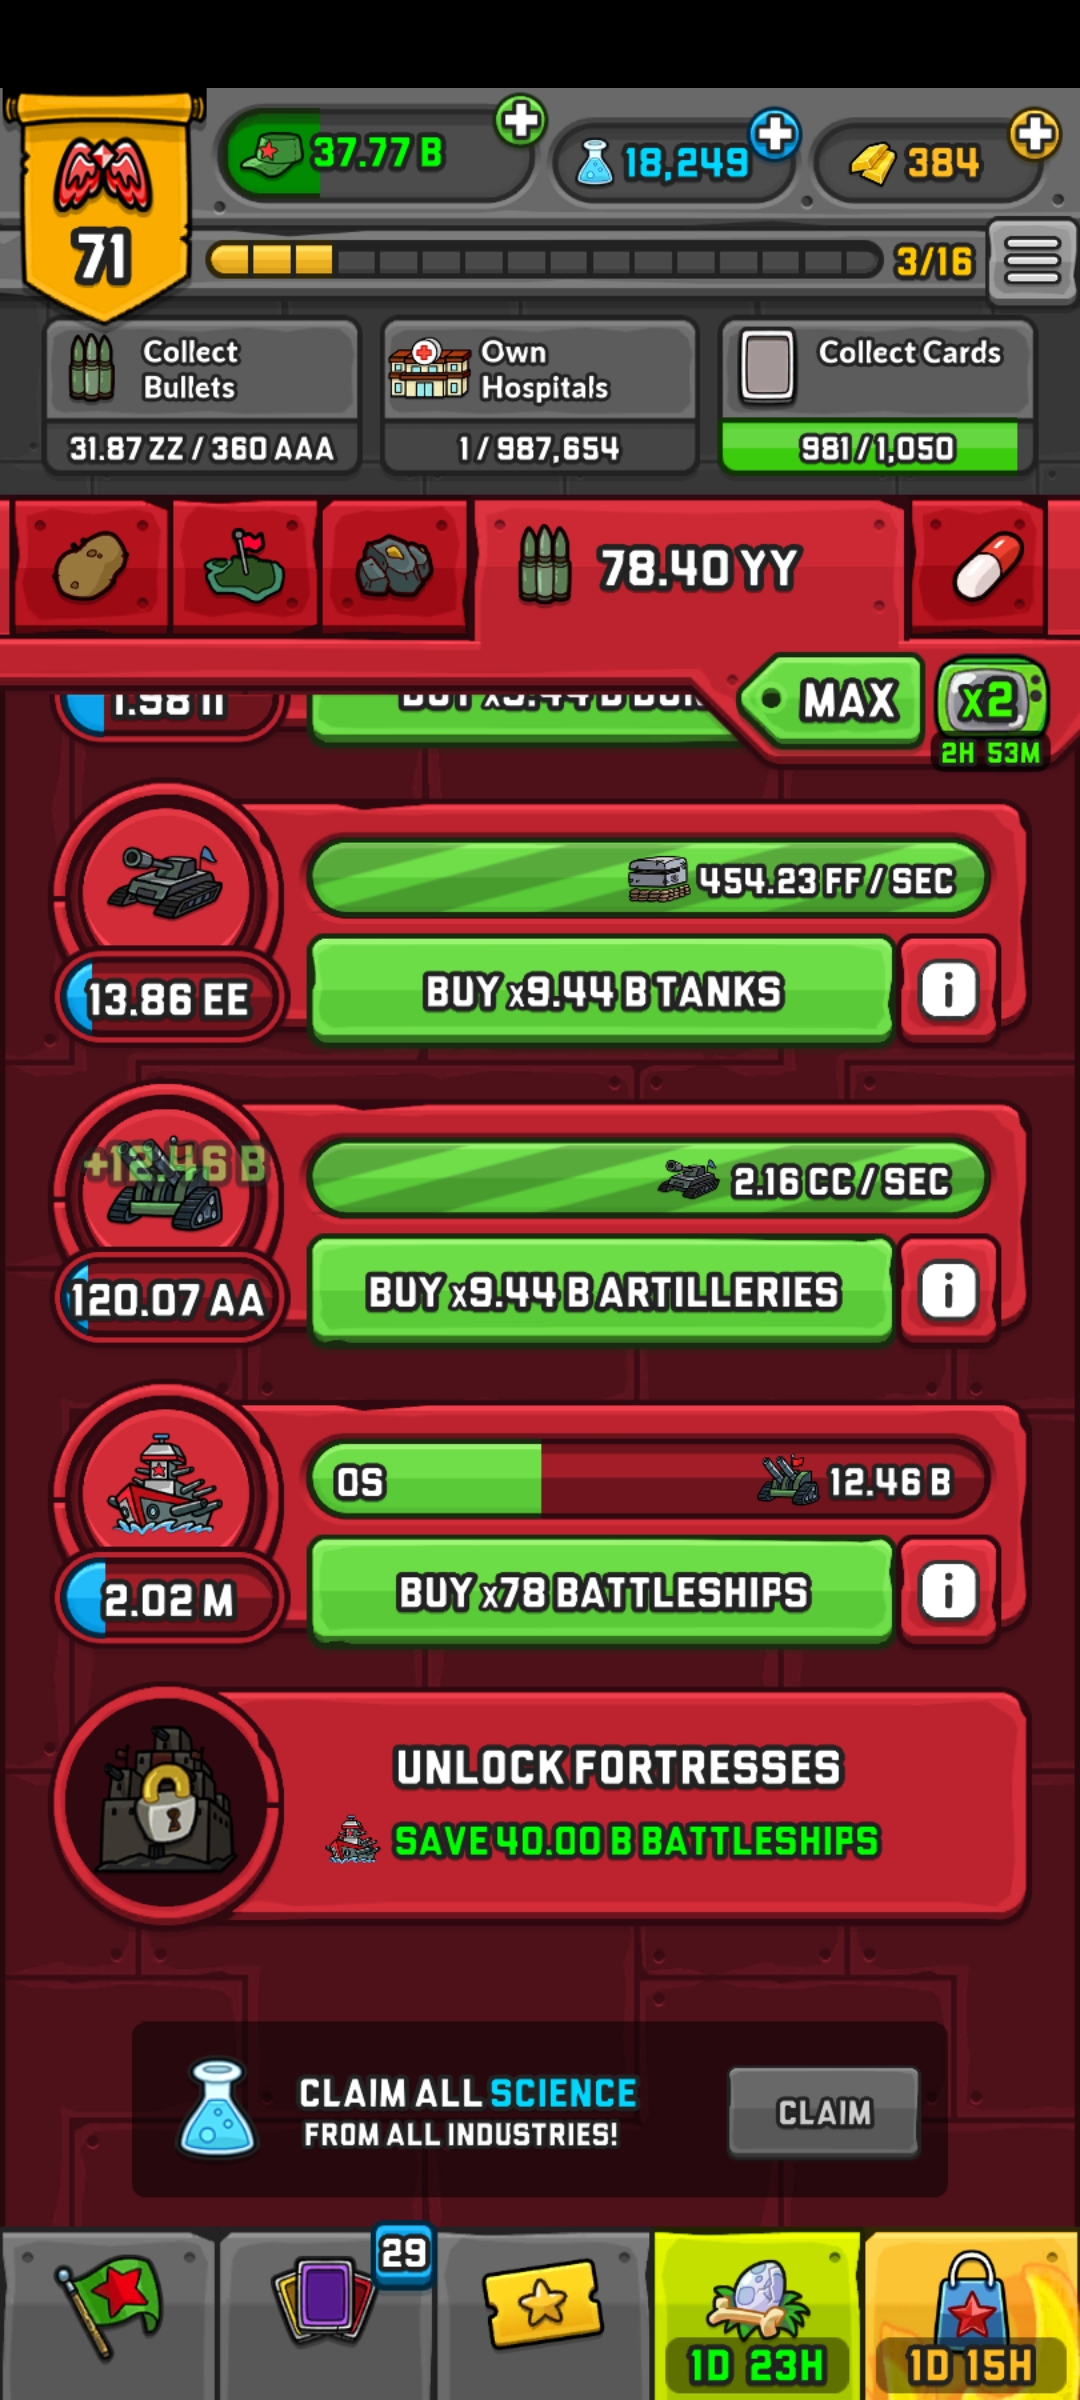 37.77 B
18,249
384
71
3/16
Collect
Bullets
31.87 ZZ / 360 AAA
Own
Hospitals
1 / 987,654
Collect Cards
981 / 1,050
78.40 YY
MAX
x2
2H 53M
454.23 FF / SEC
13.86 EE
BUY x9.44 B TANKS
i
+12.46 B
2.16 CC / SEC
120.07 AA
BUY x9.44 B ARTILLERIES
i
0S
12.46 B
2.02 M
BUY x78 BATTLESHIPS
i
UNLOCK FORTRESSES
SAVE 40.00 B BATTLESHIPS
CLAIM ALL SCIENCE
FROM ALL INDUSTRIES!
CLAIM
29
1D 23H
1D 15H